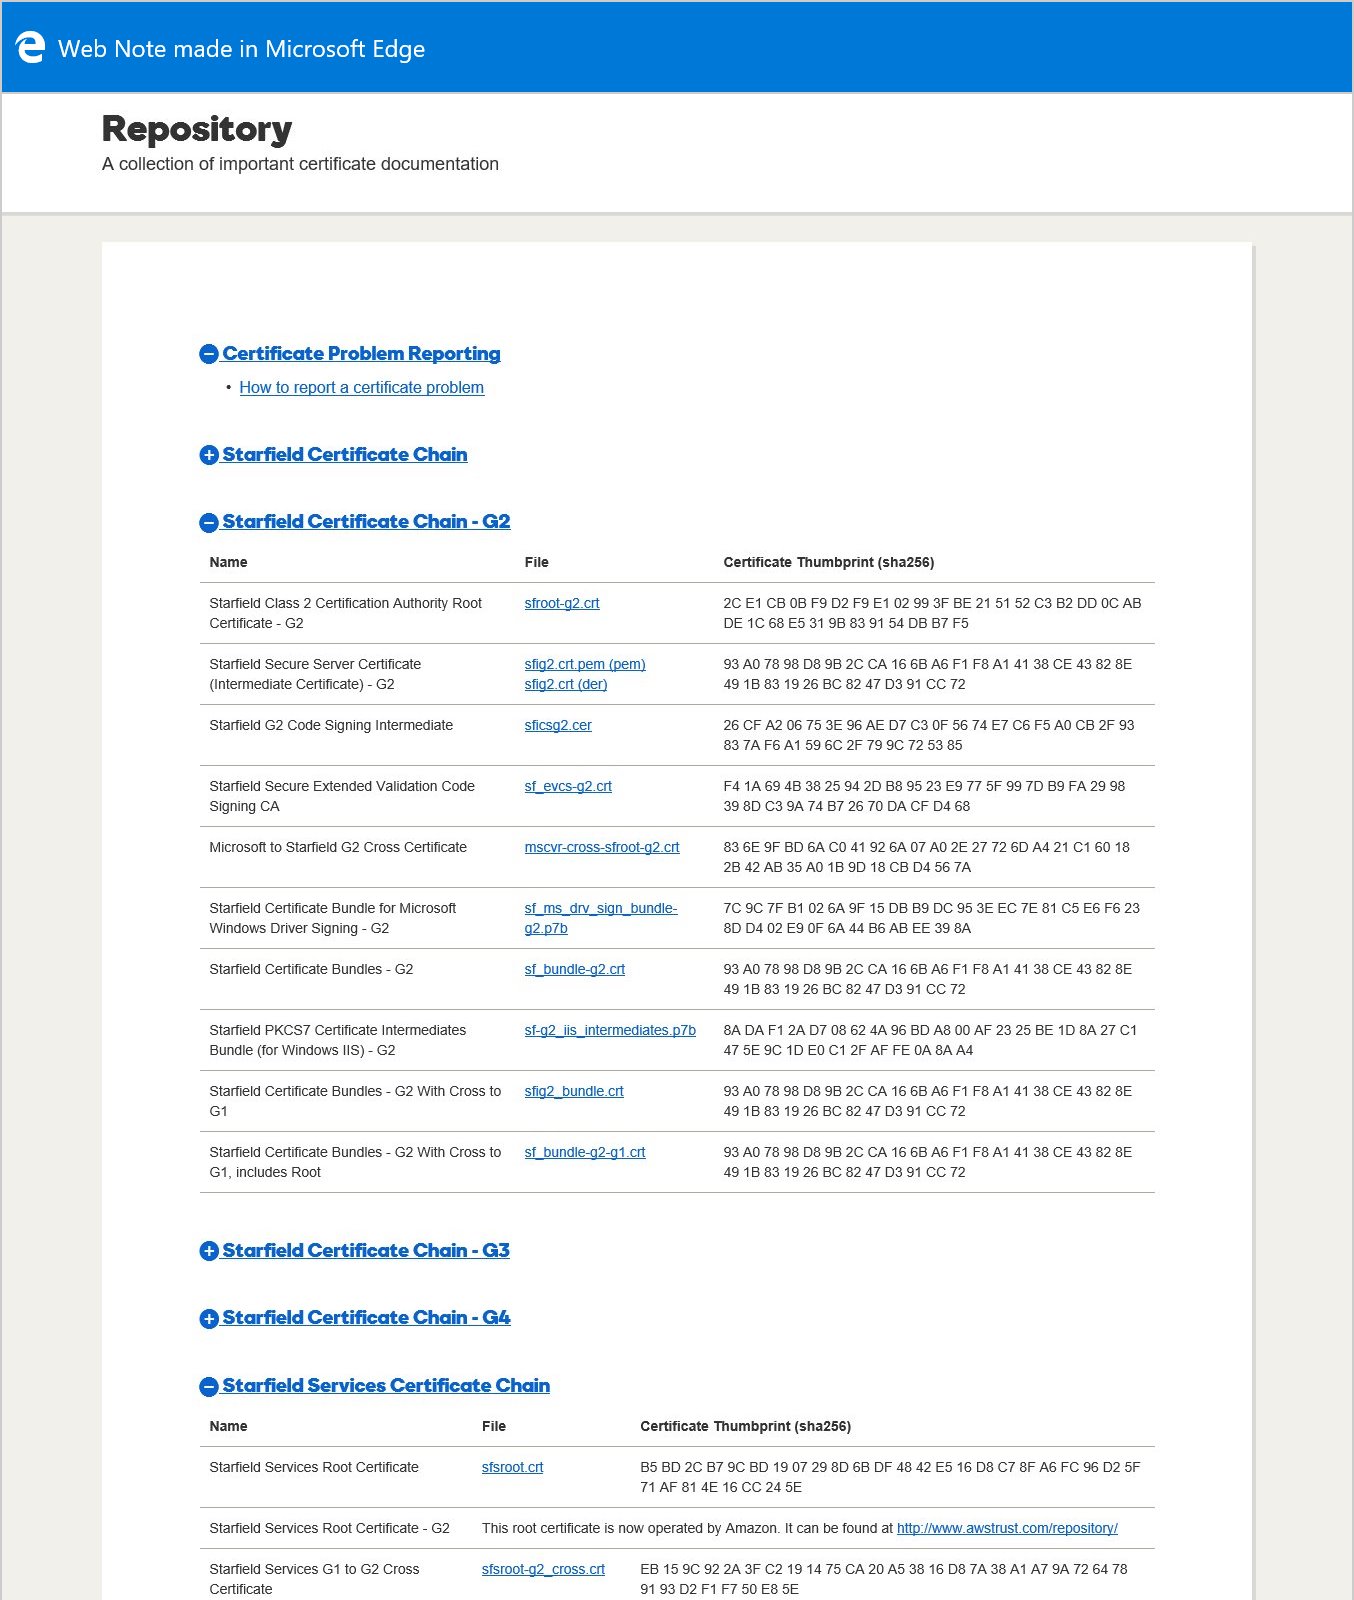 Web Note made in Microsoft Edge
Repository
A collection of important certificate documentation
Certificate Problem Reporting
• How to report a certificate problem
Starfield Certificate Chain
Starfield Certificate Chain - G2
Name File Certificate Thumbprint (sha256)
Starfield Class 2 Certification Authority Root sfroot-g2.crt 2C E1 CB 0B F9 D2 F9 E1 02 99 3F BE 21 51 52 C3 B2 DD 0C AB
Certificate - G2 DE 1C 68 E5 31 9B 83 91 54 DB B7 F5
Starfield Secure Server Certificate sfig2.crt.pem (pem) 93 A0 78 98 D8 9B 2C CA 16 6B A6 F1 F8 A1 41 38 CE 43 82 8E
(Intermediate Certificate) - G2 sfig2.crt (der) 49 1B 83 19 26 BC 82 47 D3 91 CC 72
Starfield G2 Code Signing Intermediate sficsg2.cer 26 CF A2 06 75 3E 96 AE D7 C3 0F 56 74 E7 C6 F5 A0 CB 2F 93
83 7A F6 A1 59 6C 2F 79 9C 72 53 85
Starfield Secure Extended Validation Code sf_evcs-g2.crt F4 1A 69 4B 38 25 94 2D B8 95 23 E9 77 5F 99 7D B9 FA 29 98
Signing CA 39 8D C3 9A 74 B7 26 70 DA CF D4 68
Microsoft to Starfield G2 Cross Certificate mscvr-cross-sfroot-g2.crt 83 6E 9F BD 6A C0 41 92 6A 07 A0 2E 27 72 6D A4 21 C1 60 18
2B 42 AB 35 A0 1B 9D 18 CB D4 56 7A
Starfield Certificate Bundle for Microsoft sf_ms_drv_sign_bundle- 7C 9C 7F B1 02 6A 9F 15 DB B9 DC 95 3E EC 7E 81 C5 E6 F6 23
Windows Driver Signing - G2 g2.p7b 8D D4 02 E9 0F 6A 44 B6 AB EE 39 8A
Starfield Certificate Bundles - G2 sf_bundle-g2.crt 93 A0 78 98 D8 9B 2C CA 16 6B A6 F1 F8 A1 41 38 CE 43 82 8E
49 1B 83 19 26 BC 82 47 D3 91 CC 72
Starfield PKCS7 Certificate Intermediates sf-g2_iis_intermediates.p7b 8A DA F1 2A D7 08 62 4A 96 BD A8 00 AF 23 25 BE 1D 8A 27 C1
Bundle (for Windows IIS) - G2 47 5E 9C 1D E0 C1 2F AF FE 0A 8A A4
Starfield Certificate Bundles - G2 With Cross to sfig2_bundle.crt 93 A0 78 98 D8 9B 2C CA 16 6B A6 F1 F8 A1 41 38 CE 43 82 8E
G1 49 1B 83 19 26 BC 82 47 D3 91 CC 72
Starfield Certificate Bundles - G2 With Cross to sf_bundle-g2-g1.crt 93 A0 78 98 D8 9B 2C CA 16 6B A6 F1 F8 A1 41 38 CE 43 82 8E
G1, includes Root 49 1B 83 19 26 BC 82 47 D3 91 CC 72
Starfield Certificate Chain - G3
Starfield Certificate Chain - G4
Starfield Services Certificate Chain
Name File Certificate Thumbprint (sha256)
Starfield Services Root Certificate sfsroot.crt B5 BD 2C B7 9C BD 19 07 29 8D 6B DF 48 42 E5 16 D8 C7 8F A6 FC 96 D2 5F
71 AF 81 4E 16 CC 24 5E
Starfield Services Root Certificate - G2 This root certificate is now operated by Amazon. It can be found at http://www.awstrust.com/repository/
Starfield Services G1 to G2 Cross sfsroot-g2_cross.crt EB 15 9C 92 2A 3F C2 19 14 75 CA 20 A5 38 16 D8 7A 38 A1 A7 9A 72 64 78
Certificate 91 93 D2 F1 F7 50 E8 5E